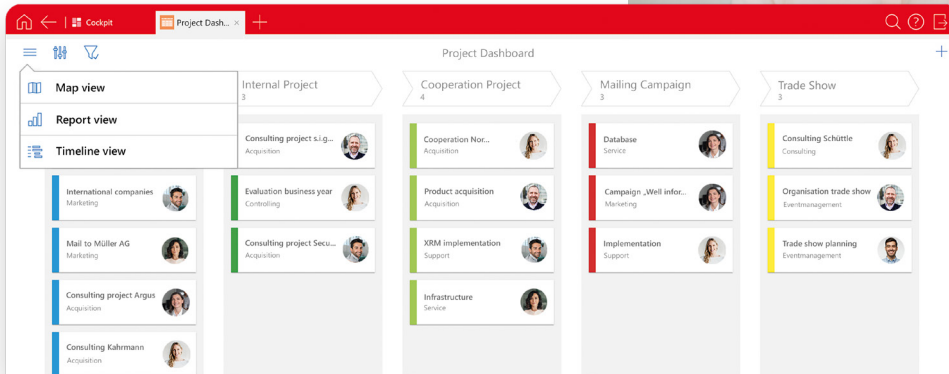 Cockpit
Project Dash...
Project Dashboard
Map view
Report view
Timeline view
International companies
Marketing
Mail to Müller AG
Marketing
Consulting project Argus
Acquisition
Consulting Kahrmann
Acquisition
Internal Project
3
Consulting project s.i.g...
Acquisition
Evaluation business year
Controlling
Consulting project Secu...
Acquisition
Cooperation Project
4
Cooperation Nor...
Acquisition
Product acquisition
Acquisition
XRM implementation
Support
Infrastructure
Service
Mailing Campaign
3
Database
Service
Campaign „Well infor...
Marketing
Implementation
Support
Trade Show
3
Consulting Schüttle
Consulting
Organisation trade show
Eventmanagement
Trade show planning
Eventmanagement